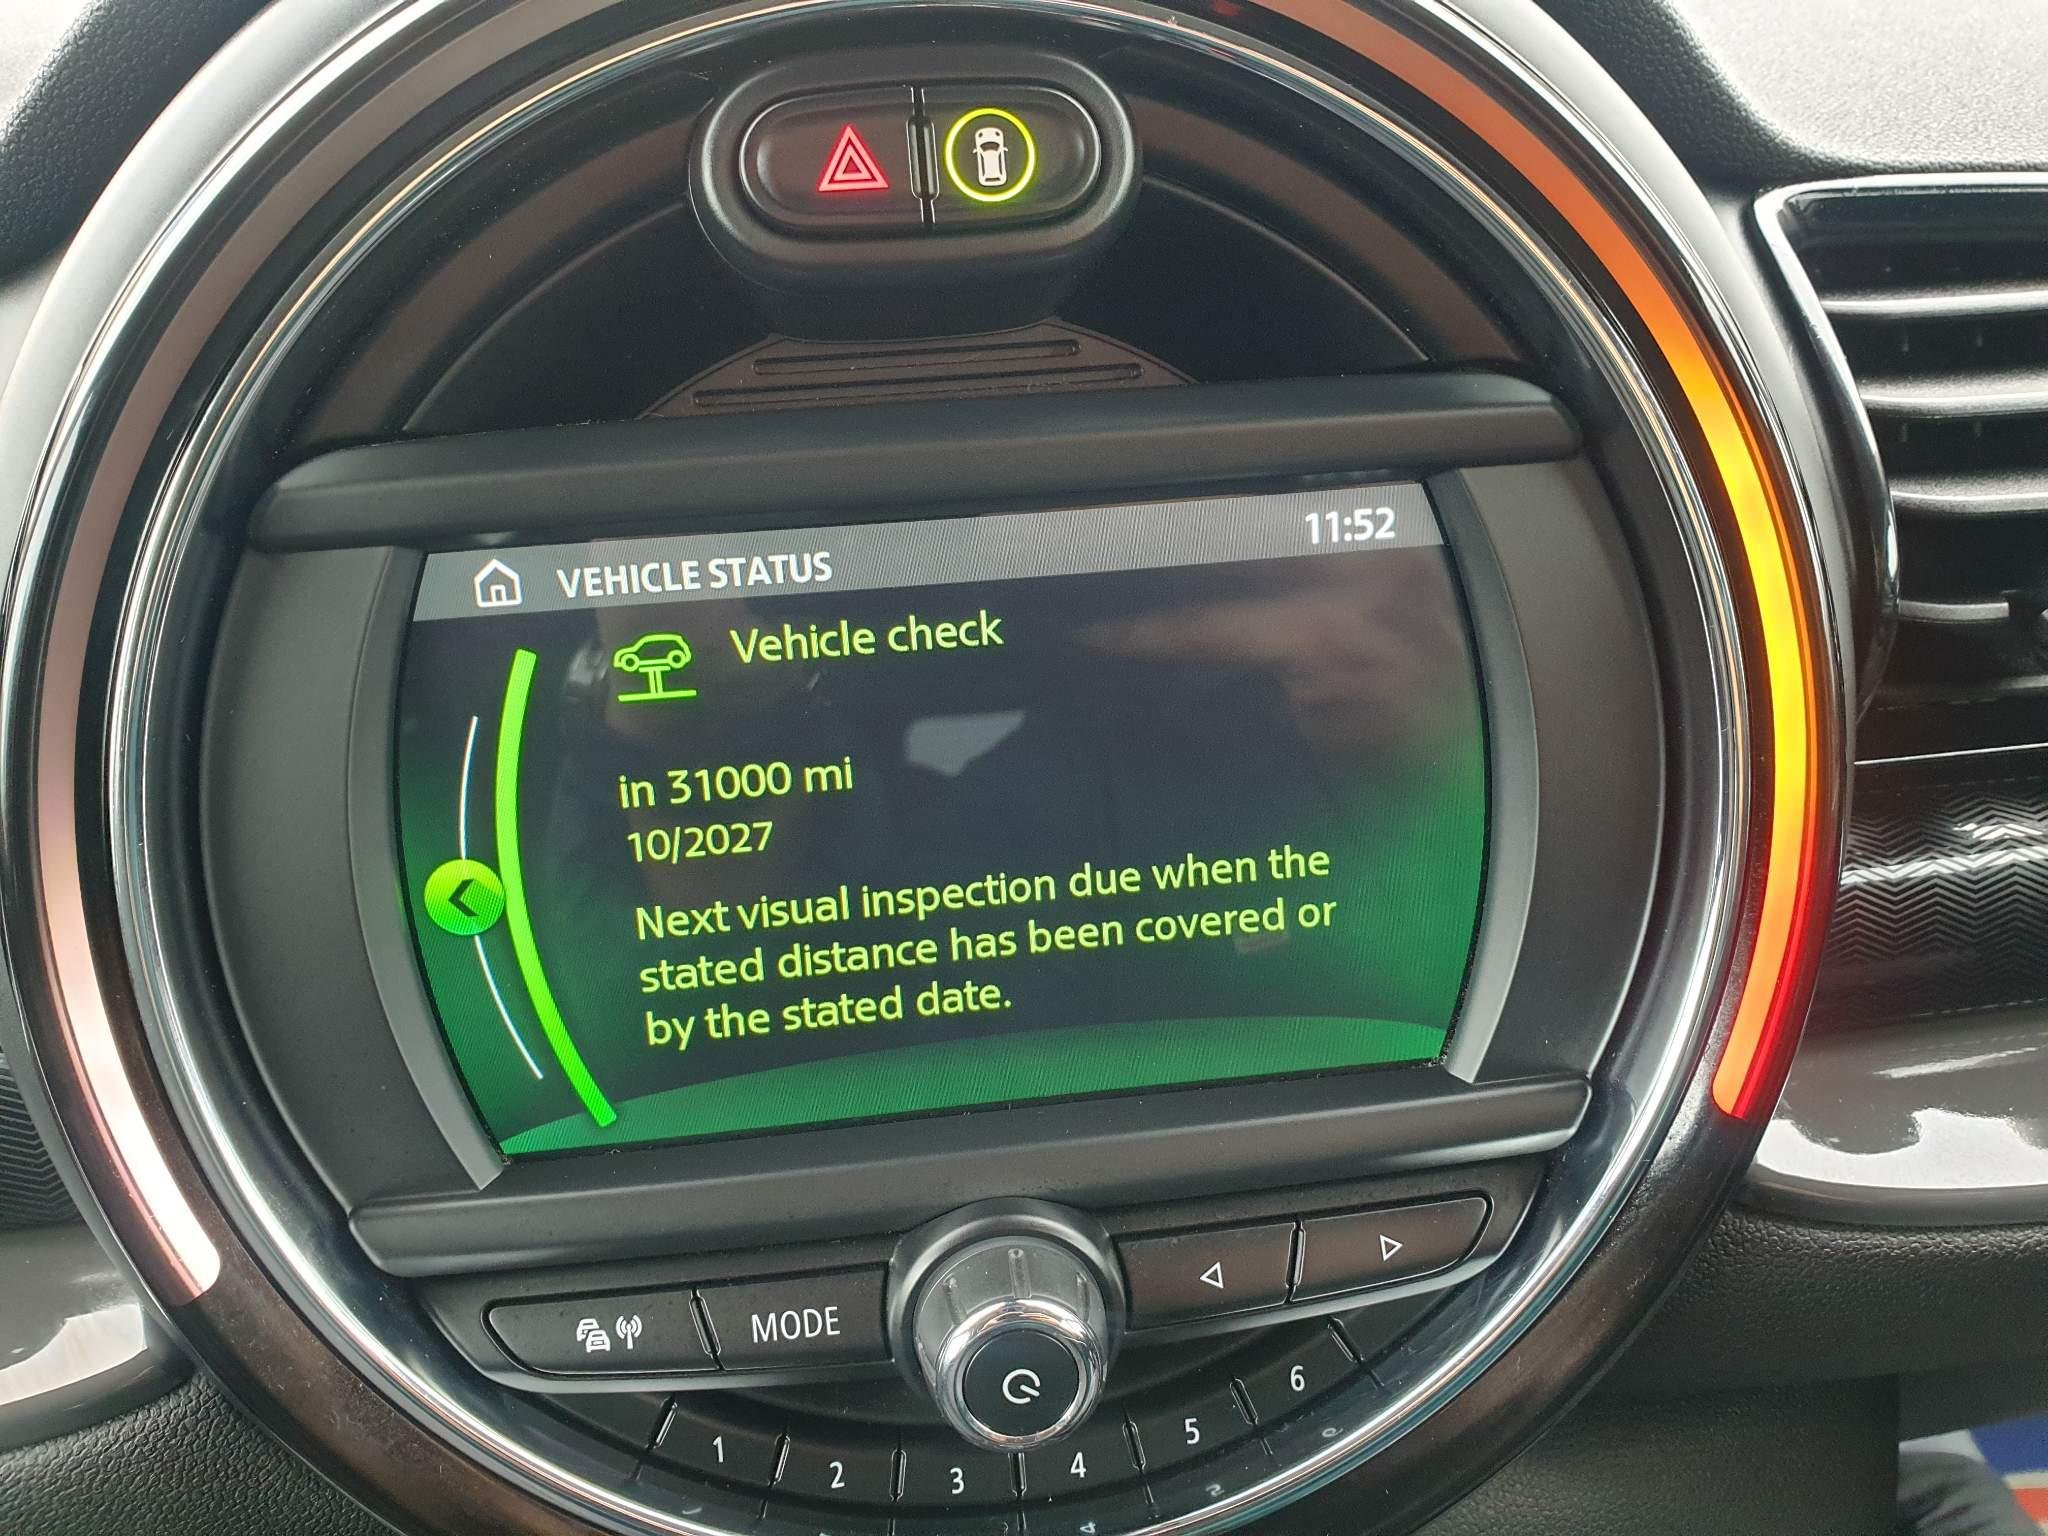 VEHICLE STATUS 11:52
Vehicle check
in 31000 mi
10/2027
Next visual inspection due when the
stated distance has been covered or
by the stated date.
MODE
1 2 3 4 5 6